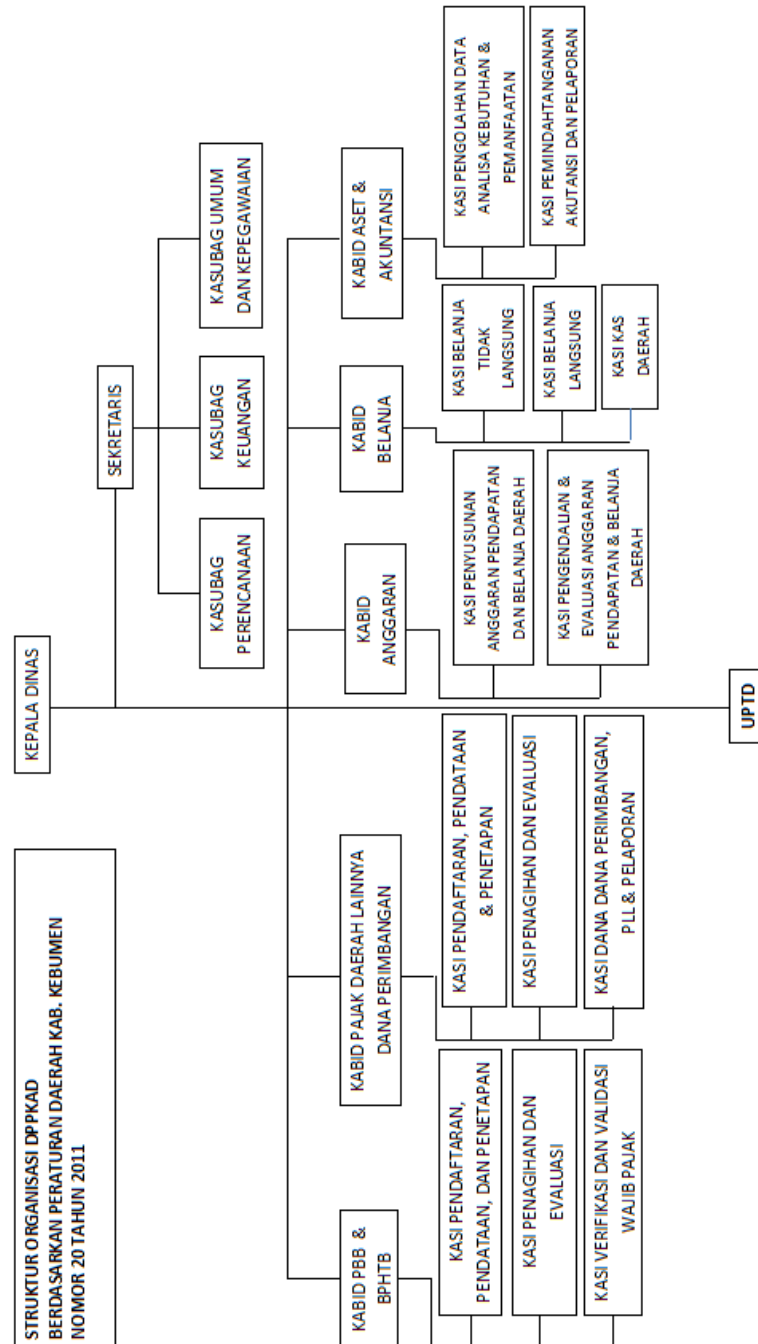 STRUKTUR ORGANISASI DPPKAD
BERDASARKAN PERATURAN DAERAH KAB. KEBUMEN
NOMOR 20 TAHUN 2011
KEPALA DINAS
SEKRETARIS
KASUBAG
PERENCANAAN
KASUBAG
KEUANGAN
KASUBAG UMUM
DAN KEPEGAWAIAN
KABID PBB &
BPHTB
KABID PAJAK DAERAH LAINNYA
DANA PERIMBANGAN
KABID
ANGGARAN
KABID
BELANJA
KABID ASET &
AKUNTANSI
KASI PENDAFTARAN,
PENDATAAN, DAN PENETAPAN
KASI PENAGIHAN DAN
EVALUASI
KASI VERIFIKASI DAN VALIDASI
WAJIB PAJAK
KASI PENDAFTARAN, PENDATAAN
& PENETAPAN
KASI PENAGIHAN DAN EVALUASI
KASI DANA DANA PERIMBANGAN,
PLL & PELAPORAN
KASI PENYUSUNAN
ANGGARAN PENDAPATAN
DAN BELANJA DAERAH
KASI PENGENDALIAN &
EVALUASI ANGGARAN
PENDAPATAN & BELANJA
DAERAH
KASI BELANJA
TIDAK
LANGSUNG
KASI BELANJA
LANGSUNG
KASI KAS
DAERAH
KASI PENGOLAHAN DATA
ANALISA KEBUTUHAN &
PEMANFAATAN
KASI PEMINDAHTANGANAN
AKUTANSI DAN PELAPORAN
UPTD